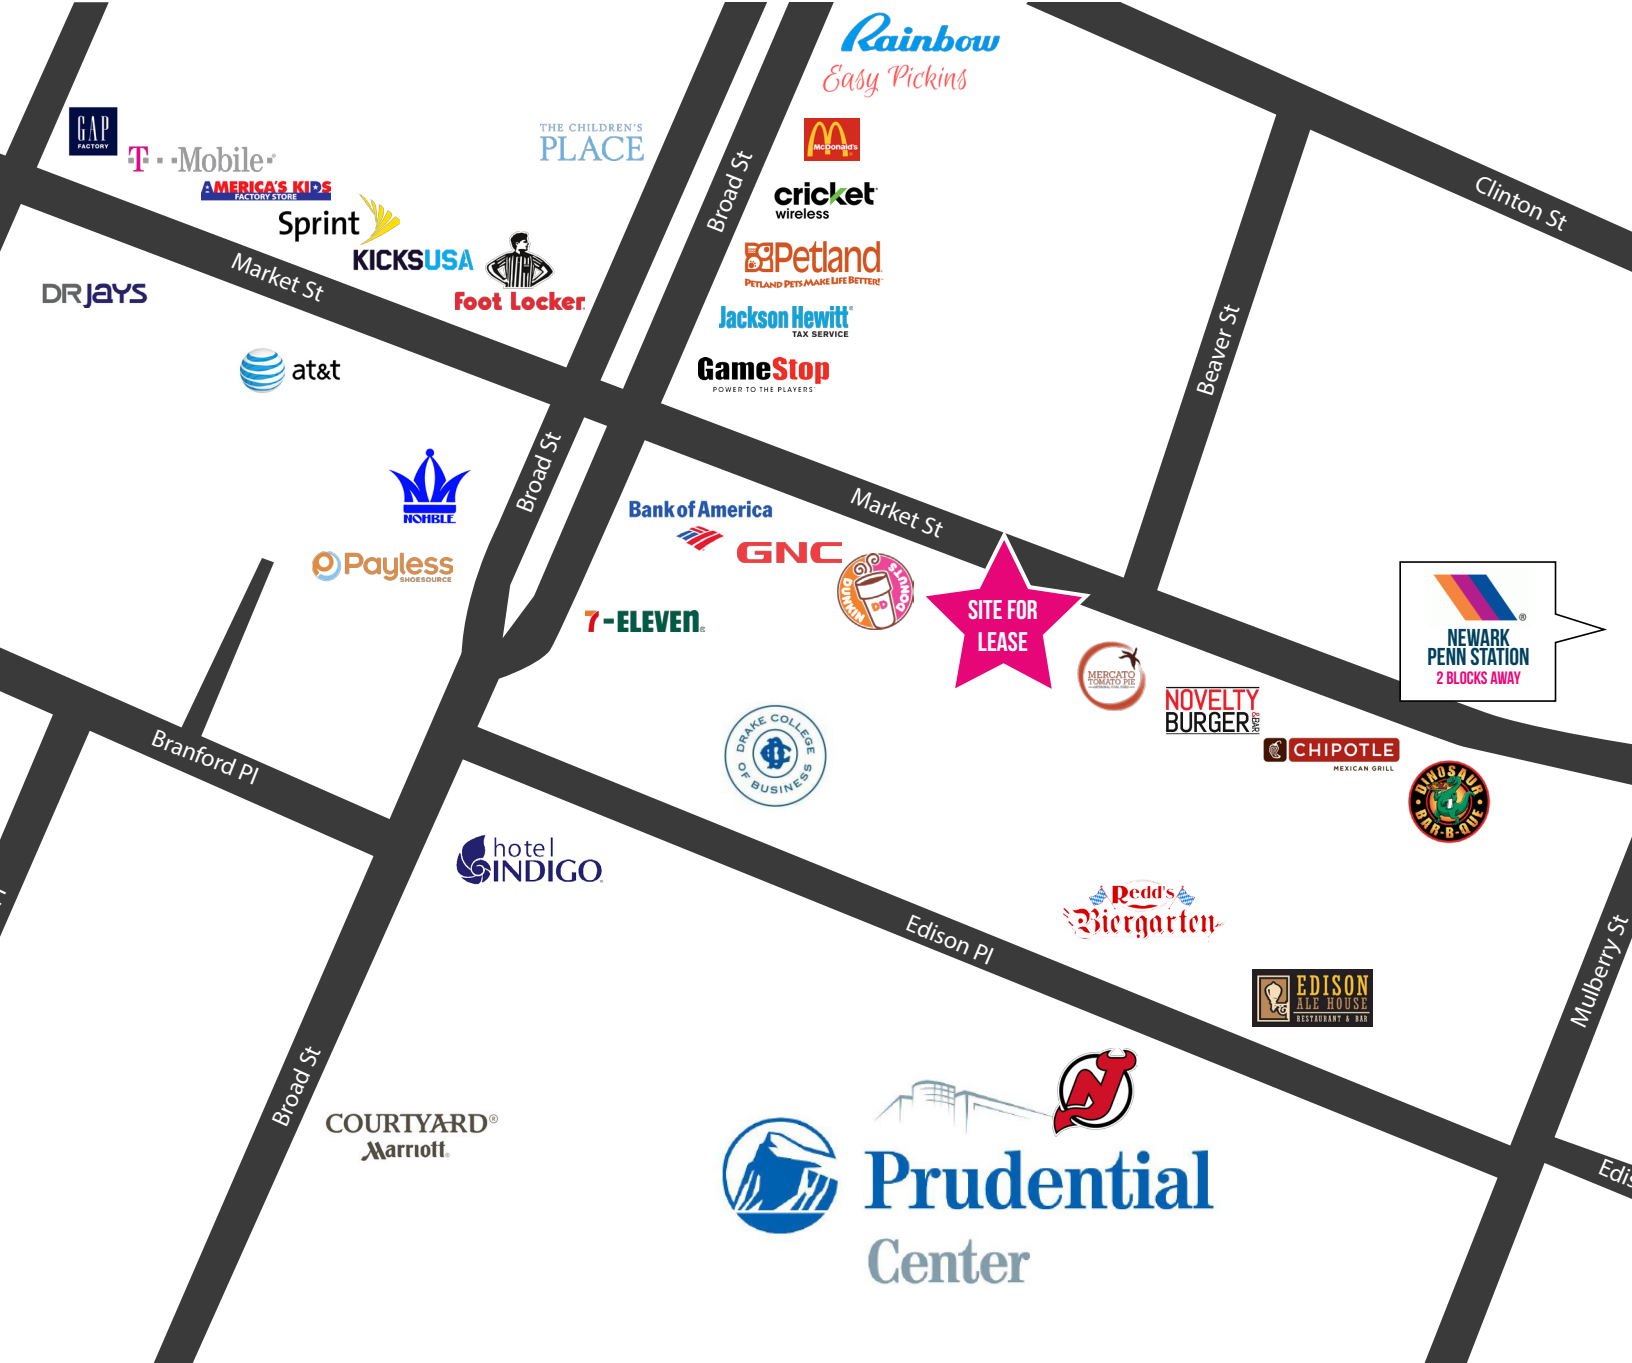 Rainbow
Easy Pickins
GAP
FACTORY
T··Mobile·
AMERICA'S KIDS
FACTORY STORE
Sprint
KICKSUSA
Foot Locker
THE CHILDREN'S
PLACE
McDonald's
cricket
wireless
Petland
PETLAND PETS MAKE LIFE BETTER!
Jackson Hewitt
TAX SERVICE
GameStop
POWER TO THE PLAYERS
Broad St
Clinton St
Beaver St
Market St
DRJAYS
at&t
NOHBLE
Payless
SHOESOURCE
Broad St
Bank of America
GNC
DUNKIN'
DONUTS
DD
7-ELEVEN
Market St
SITE FOR
LEASE
MERCATO
TOMATO PIE
NOVELTY
BURGER
&BAR
CHIPOTLE
MEXICAN GRILL
DINOSAUR
BAR-B-QUE
®
NEWARK
PENN STATION
2 BLOCKS AWAY
DRAKE COLLEGE
OF BUSINESS
Branford Pl
hotel
INDIGO
Edison Pl
Redd's
Biergarten
EDISON
ALE HOUSE
RESTAURANT & BAR
Mulberry St
Broad St
COURTYARD®
Marriott
NJ
Prudential
Center
Edis